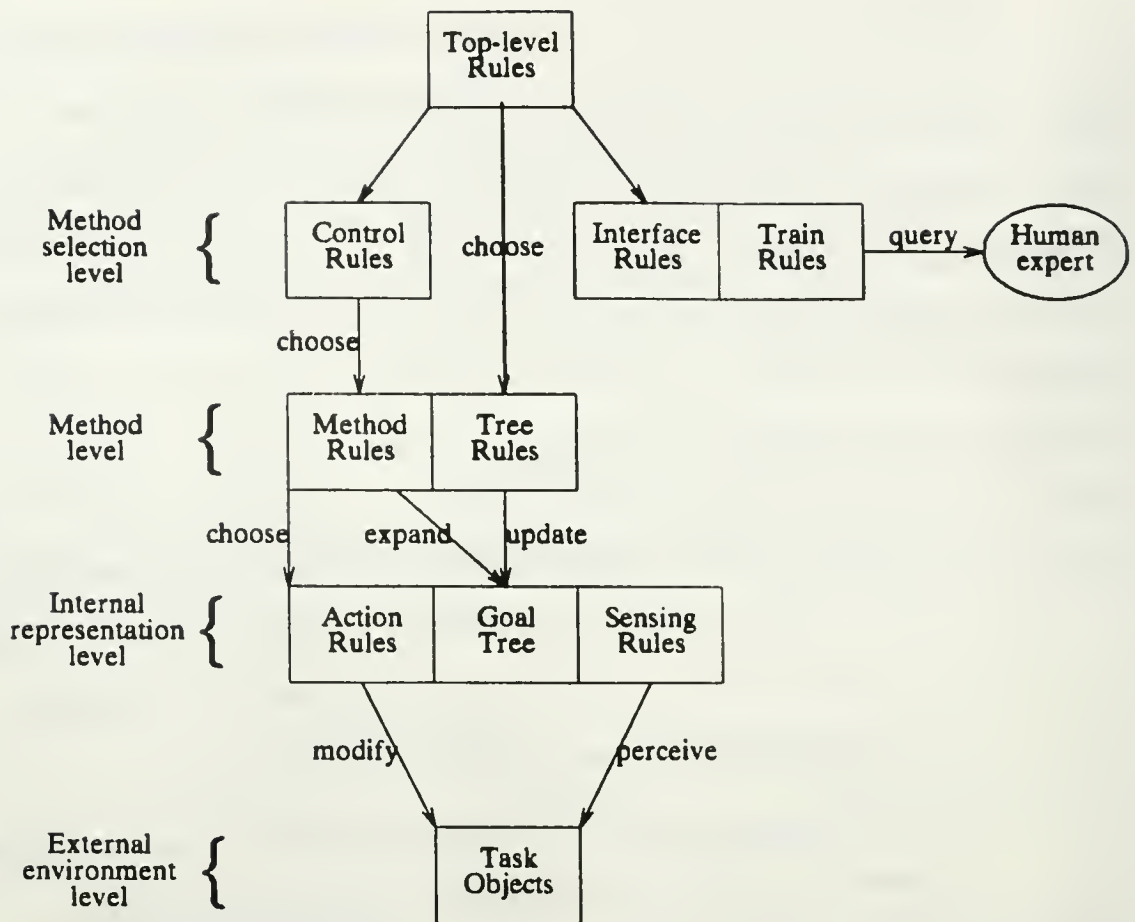 Top-level
Rules
Method
selection
level
Control
Rules
choose
Interface
Rules
Train
Rules
query
Human
expert
choose
Method
level
Method
Rules
Tree
Rules
choose
expand
update
Internal
representation
level
Action
Rules
Goal
Tree
Sensing
Rules
modify
perceive
External
environment
level
Task
Objects